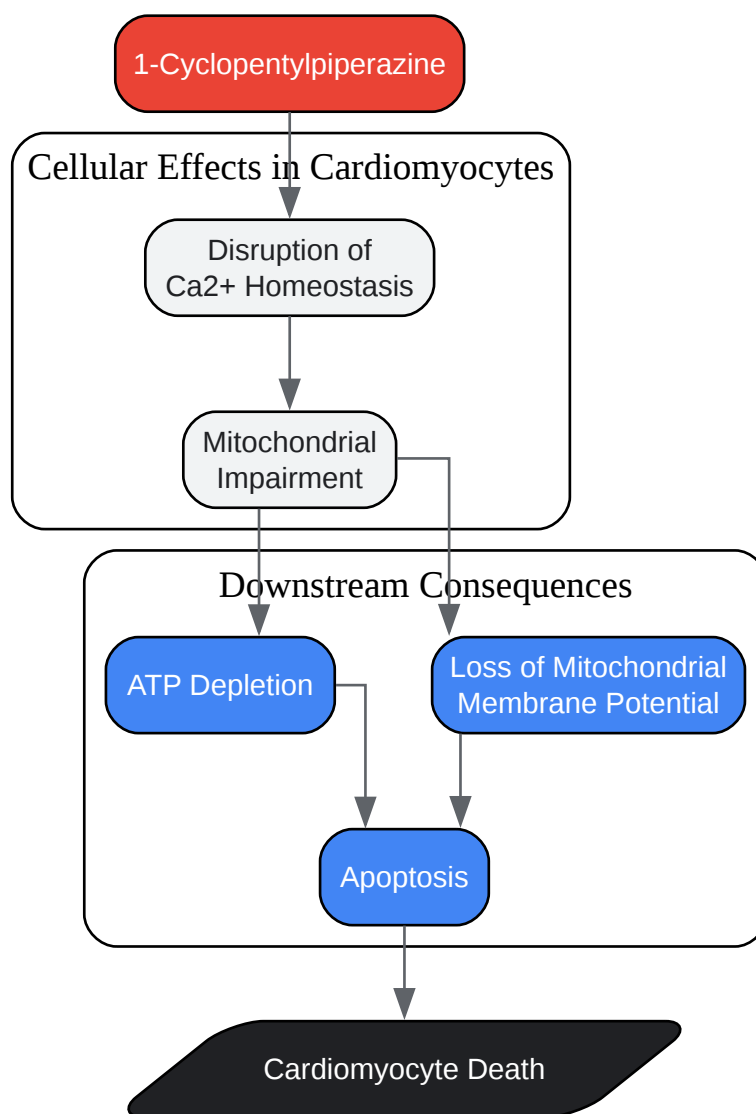 1-Cyclopentylpiperazine
Cellular Effects in Cardiomyocytes
Disruption of
Ca2+ Homeostasis
Mitochondrial
Impairment
Downstream Consequences
ATP Depletion
Loss of Mitochondrial
Membrane Potential
Apoptosis
Cardiomyocyte Death